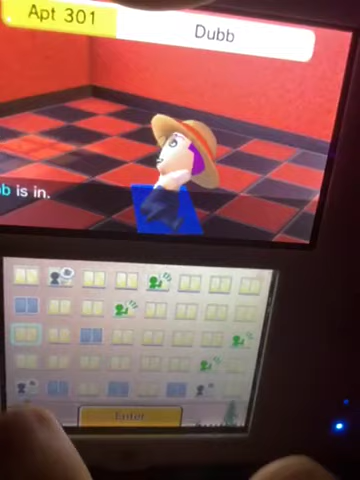 Apt 301
Dubb
b is in.
Enter